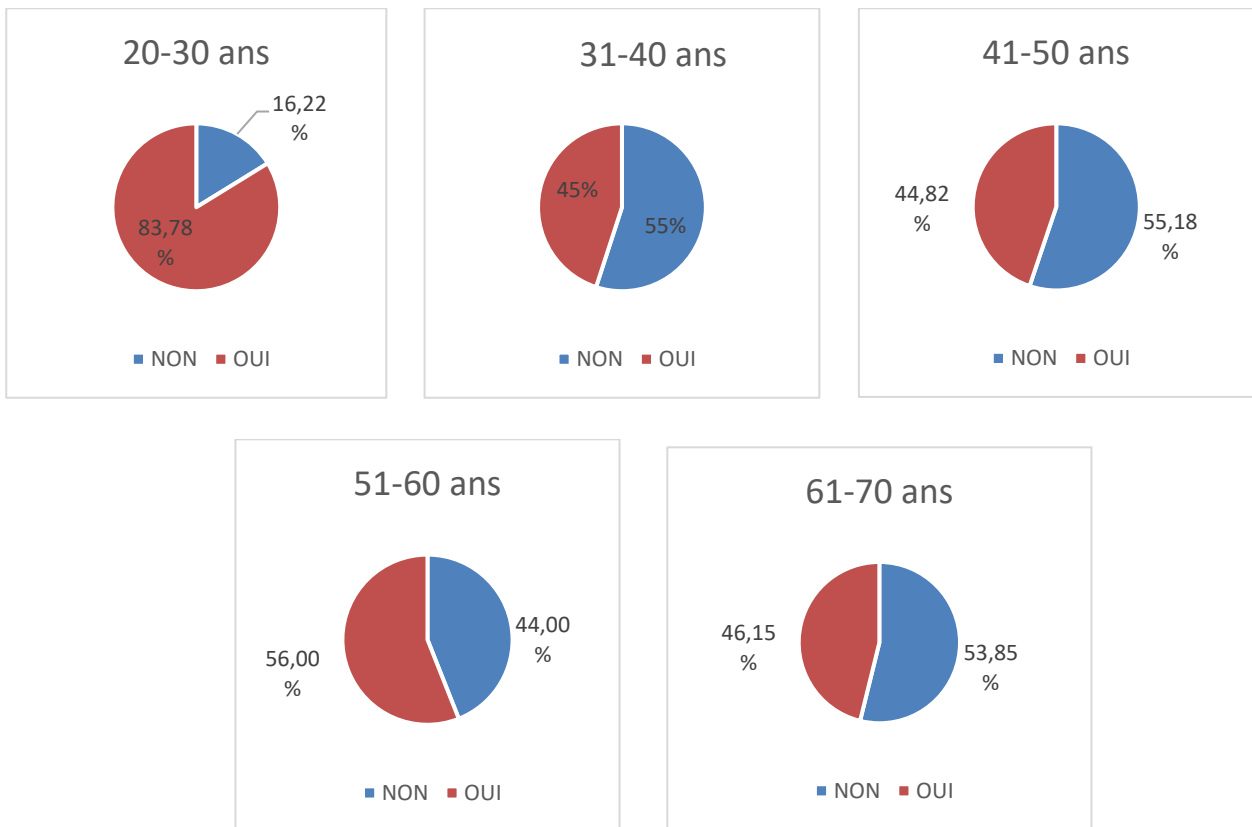 20-30 ans
16,22
%
83,78
%
NON OUI
31-40 ans
45%
55%
NON OUI
41-50 ans
44,82
%
55,18
%
NON OUI
51-60 ans
44,00
%
56,00
%
NON OUI
61-70 ans
46,15
%
53,85
%
NON OUI